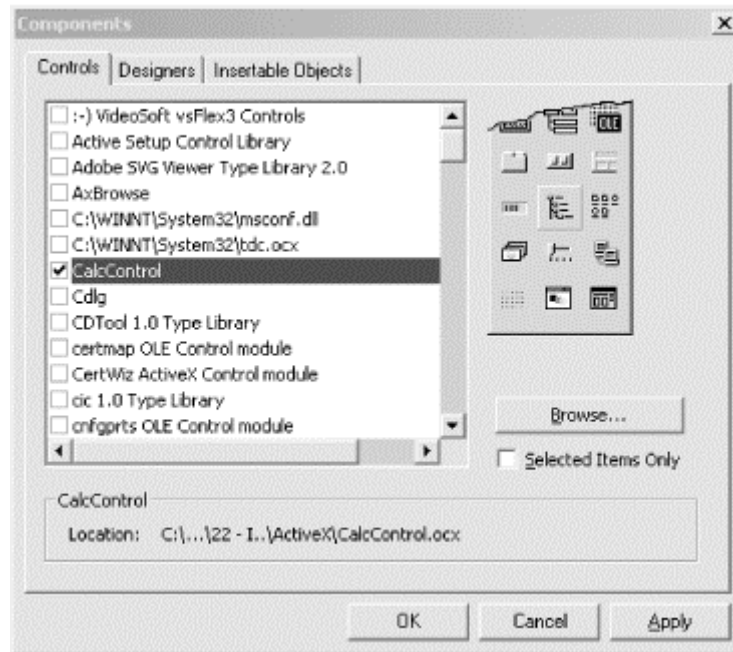 Components
Controls Designers Insertable Objects
:-) VideoSoft vsFlex3 Controls
Active Setup Control Library
Adobe SVG Viewer Type Library 2.0
AxBrowse
C:\WINNT\System32\msconf.dll
C:\WINNT\System32\tdc.ocx
CalcControl
Cdlg
CDTool 1.0 Type Library
certmap OLE Control module
CertWiz ActiveX Control module
cic 1.0 Type Library
cnfgprts OLE Control module
OLE
Browse...
Selected Items Only
CalcControl
Location: C:\...\22 - I..\ActiveX\CalcControl.ocx
OK Cancel Apply